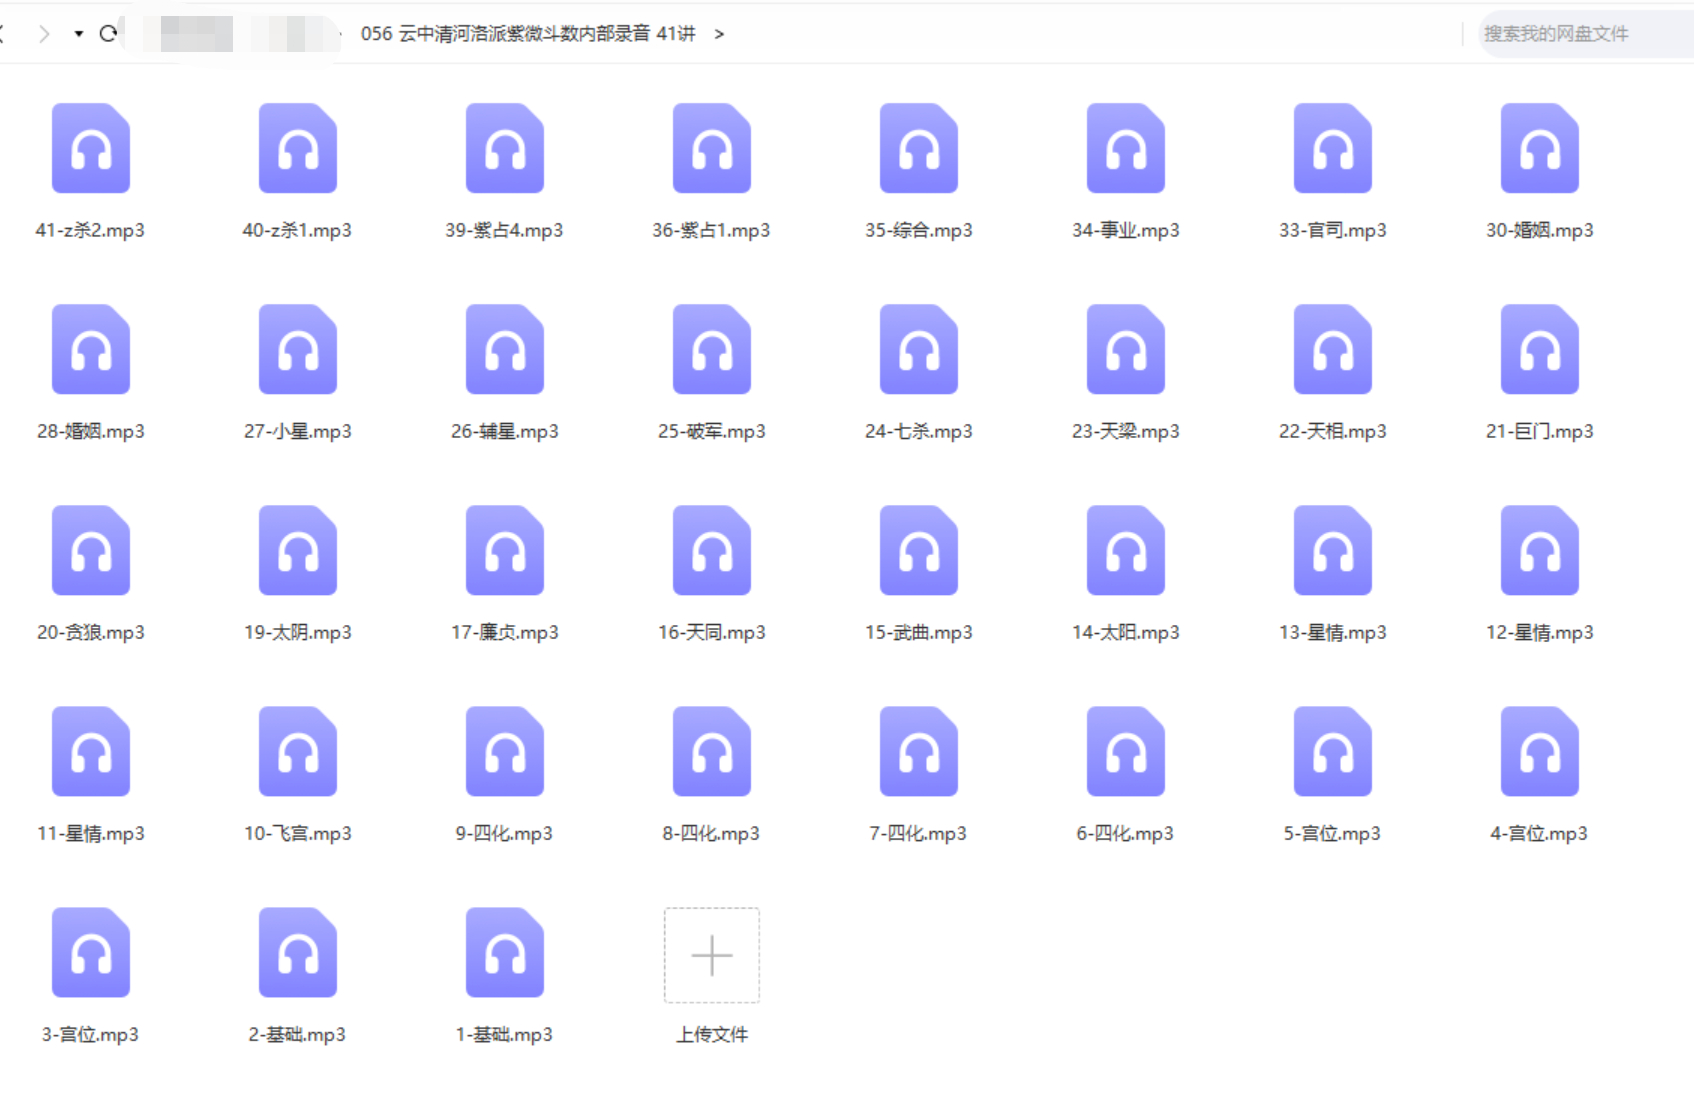 056 云中清河洛派紫微斗数内部录音 41讲 >
搜索我的网盘文件
41-z杀2.mp3
40-z杀1.mp3
39-紫占4.mp3
36-紫占1.mp3
35-综合.mp3
34-事业.mp3
33-官司.mp3
30-婚姻.mp3
28-婚姻.mp3
27-小星.mp3
26-辅星.mp3
25-破军.mp3
24-七杀.mp3
23-天梁.mp3
22-天相.mp3
21-巨门.mp3
20-贪狼.mp3
19-太阴.mp3
17-廉贞.mp3
16-天同.mp3
15-武曲.mp3
14-太阳.mp3
13-星情.mp3
12-星情.mp3
11-星情.mp3
10-飞宫.mp3
9-四化.mp3
8-四化.mp3
7-四化.mp3
6-四化.mp3
5-宫位.mp3
4-宫位.mp3
3-宫位.mp3
2-基础.mp3
1-基础.mp3
上传文件